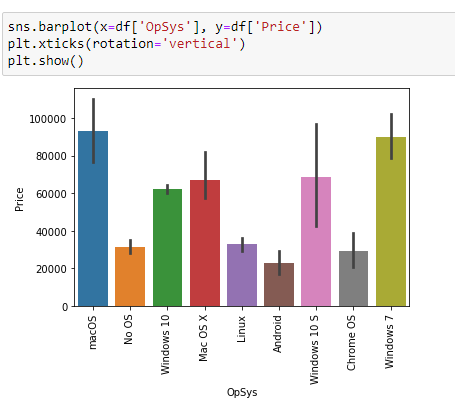 sns.barplot(x=df['OpSys'], y=df['Price'])
plt.xticks(rotation='vertical')
plt.show()
100000
80000
60000
40000
20000
0
Price
macOS
No OS
Windows 10
Mac OS X
Linux
Android
Windows 10 S
Chrome OS
Windows 7
OpSys